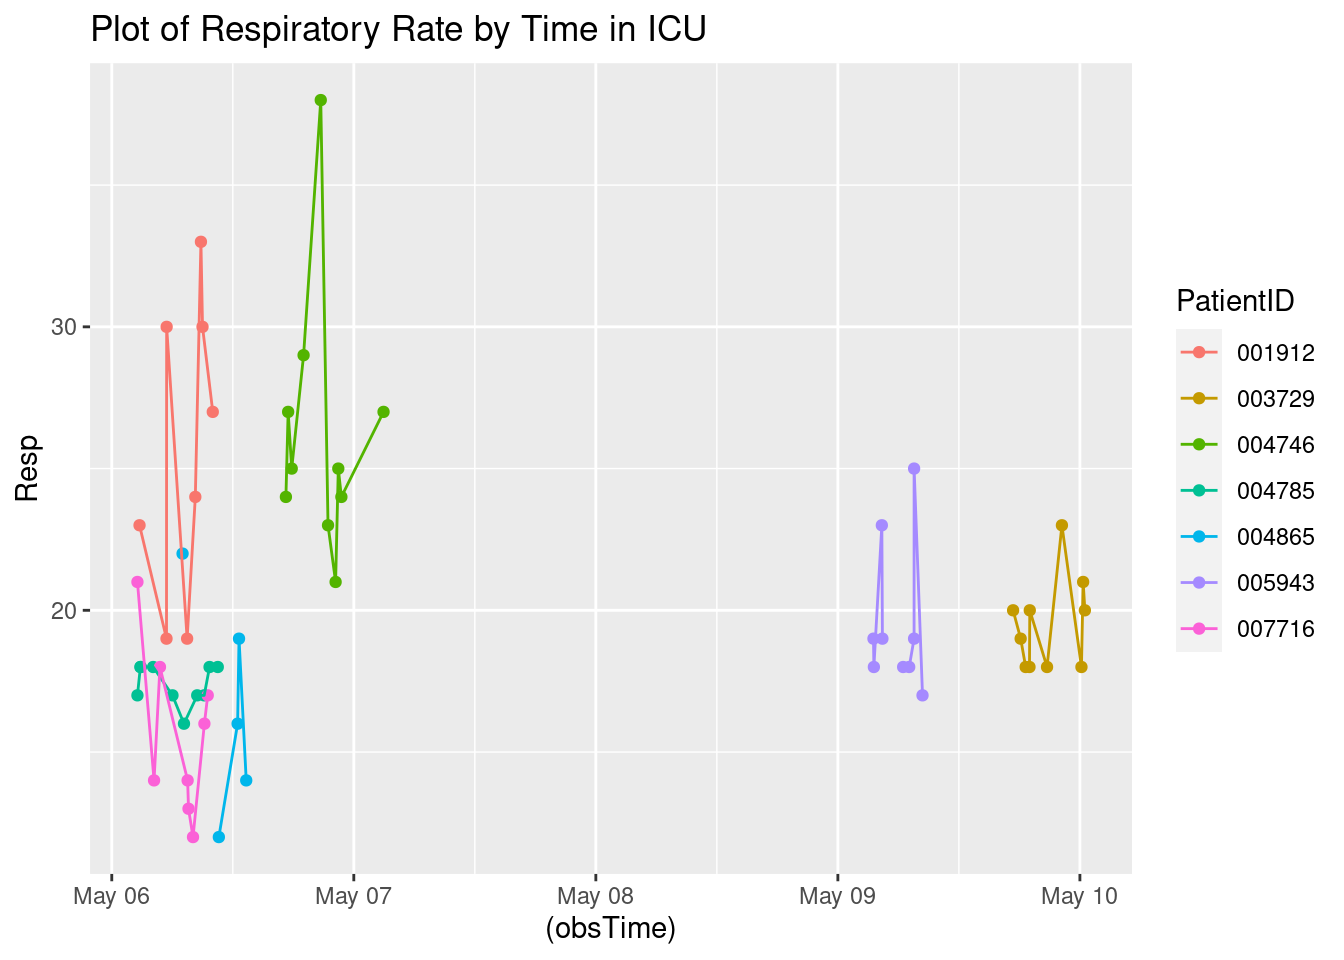 Plot of Respiratory Rate by Time in ICU
30
20
Resp
May 06
May 07
May 08
May 09
May 10
(obsTime)
PatientID
001912
003729
004746
004785
004865
005943
007716